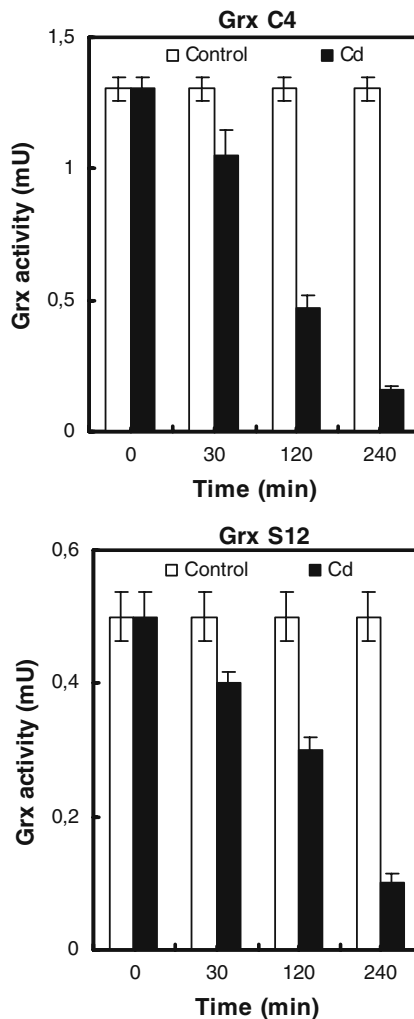 Grx C4
1,5
Control Cd
1
0,5
0
Grx activity (mU)
0 30 120 240
Time (min)
Grx S12
0,6
Control Cd
0,4
0,2
0
Grx activity (mU)
0 30 120 240
Time (min)